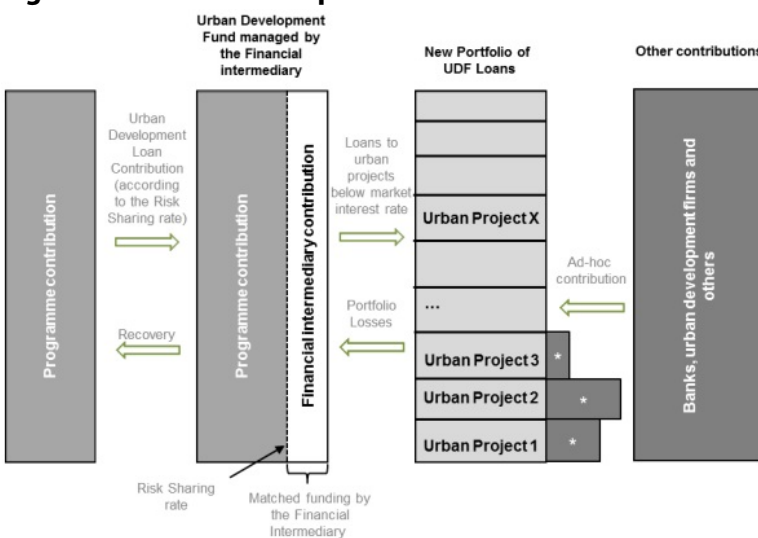 Urban Development
Fund managed by
the Financial
intermediary
New Portfolio of
UDF Loans
Other contributions
Programme contribution
Urban
Development
Loan
Contribution
(according
to the Risk
Sharing rate)
Recovery
Programme contribution
Financial intermediary contribution
Loans to
urban
projects
below market
interest rate
Portfolio
Losses
Urban Project X
...
Urban Project 3
*
Urban Project 2
*
Urban Project 1
*
Ad-hoc
contribution
Banks, urban development firms and
others
Risk Sharing
rate
Matched funding by
the Financial
Intermediary